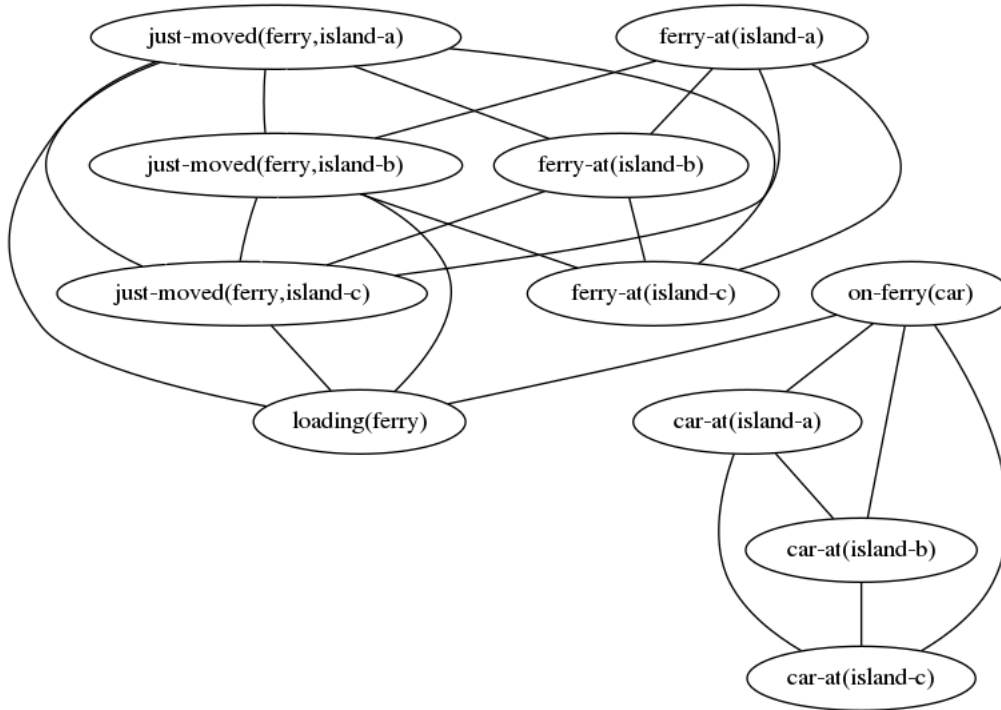 just-moved(ferry,island-a)
ferry-at(island-a)
just-moved(ferry,island-b)
ferry-at(island-b)
just-moved(ferry,island-c)
ferry-at(island-c)
on-ferry(car)
loading(ferry)
car-at(island-a)
car-at(island-b)
car-at(island-c)